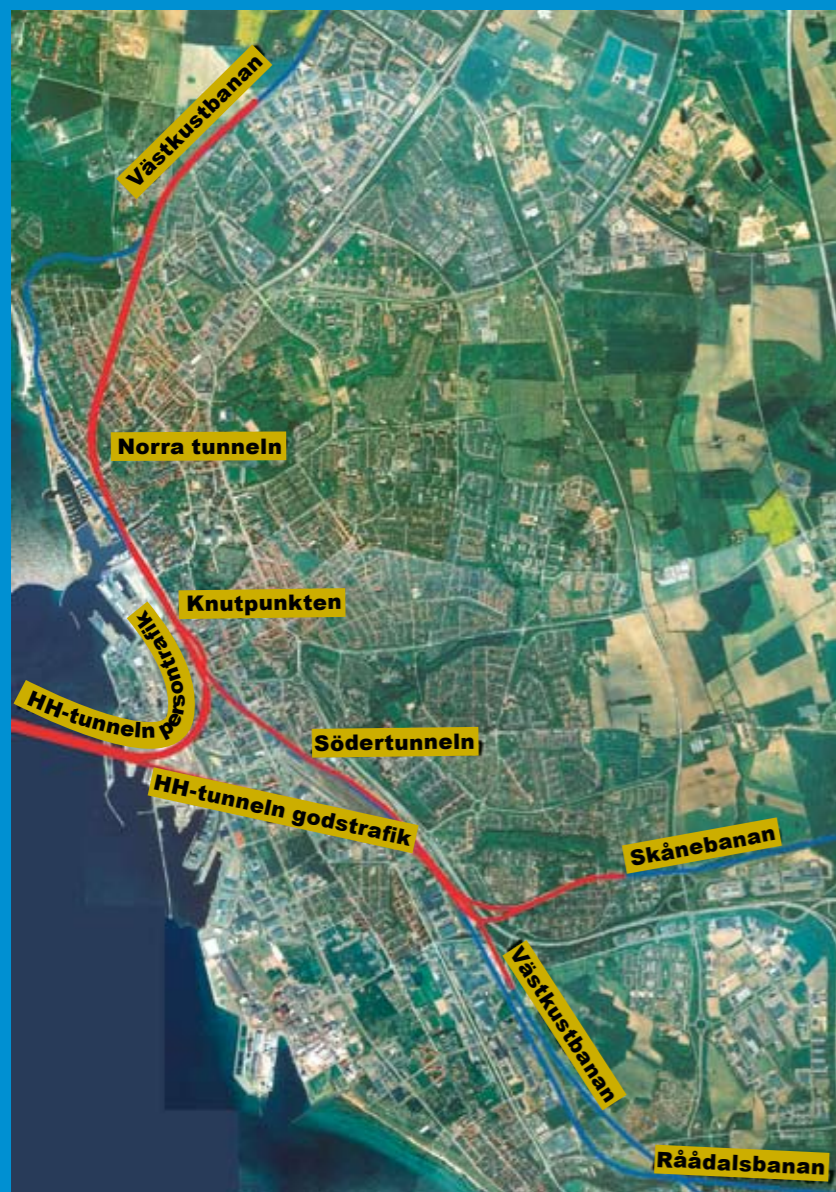 Västkustbanan
Norra tunneln
Knutpunkten
HH-tunneln persontrafik
Södertunneln
HH-tunneln godstrafik
Skånebanan
Västkustbanan
Råådalsbanan